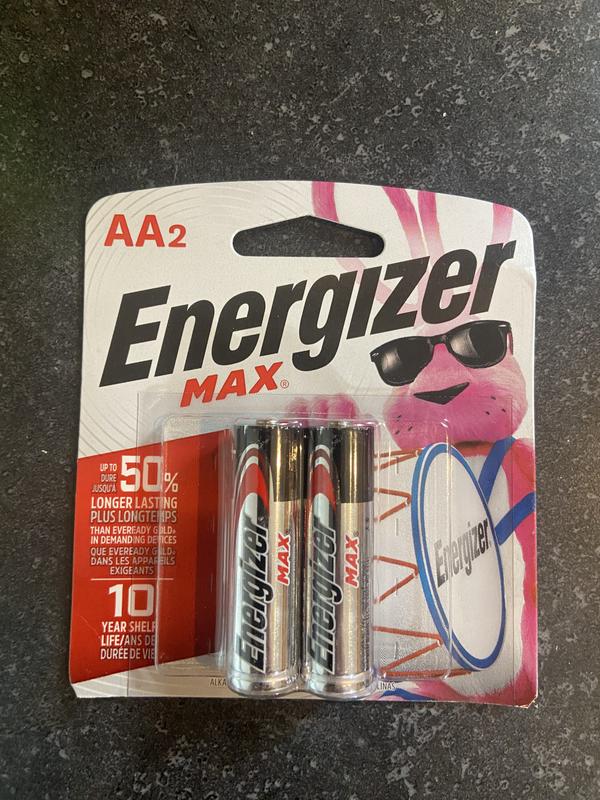 AA2
Energizer
MAX®
UP TO
DURE
JUSQU'À
50%
LONGER LASTING
PLUS LONGTEMPS
THAN EVEREADY GOLD®
IN DEMANDING DEVICES
QUE EVEREADY GOLD®
DANS LES APPAREILS
EXIGEANTS
10
YEAR SHELF
LIFE/ANS DE
DURÉE DE VIE
Energizer MAX
Energizer MAX
Energizer